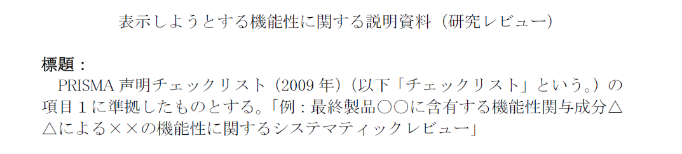 表示しようとする機能性に関する説明資料（研究レビュー）
標題：
PRISMA 声明チェックリスト（2009 年）（以下「チェックリスト」という。）の
項目１に準拠したものとする。「例：最終製品○○に含有する機能性関与成分△
△による××の機能性に関するシステマティックレビュー」